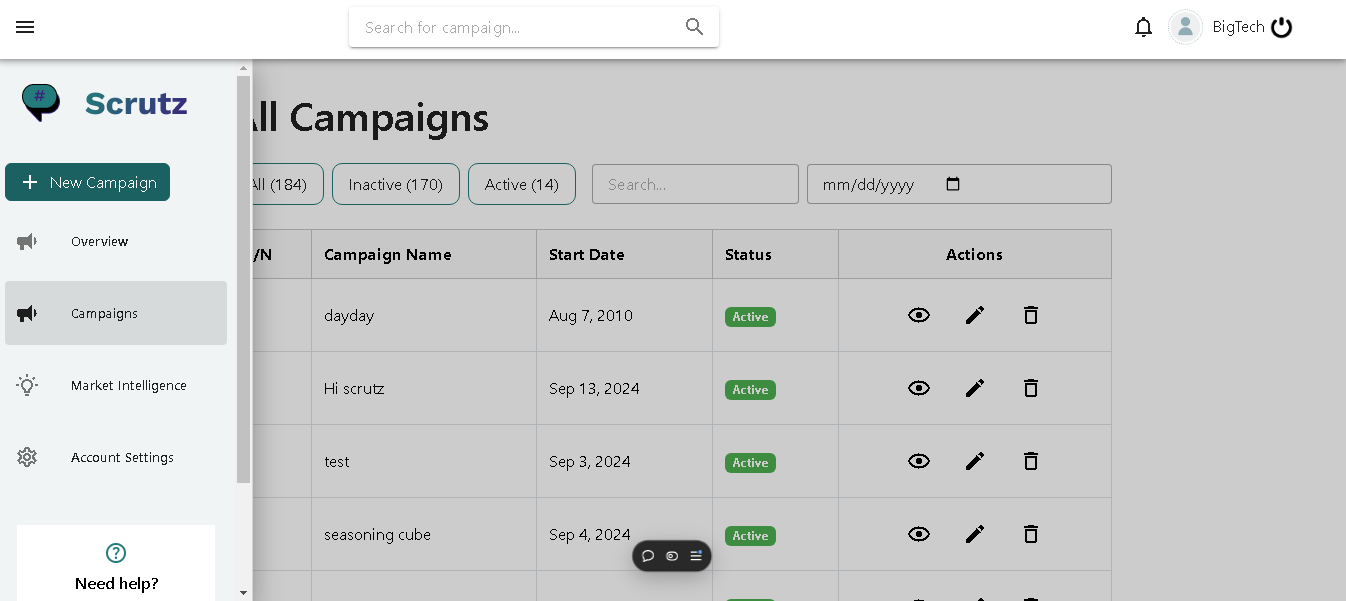 Search for campaign...
BigTech
#
Scrutz
ll Campaigns
New Campaign
All (184)
Inactive (170)
Active (14)
Search...
mm/dd/yyyy
Overview
/N
Campaign Name
Start Date
Status
Actions
Campaigns
dayday
Aug 7, 2010
Active
Market Intelligence
Hi scrutz
Sep 13, 2024
Active
Account Settings
test
Sep 3, 2024
Active
seasoning cube
Sep 4, 2024
Active
?
Need help?